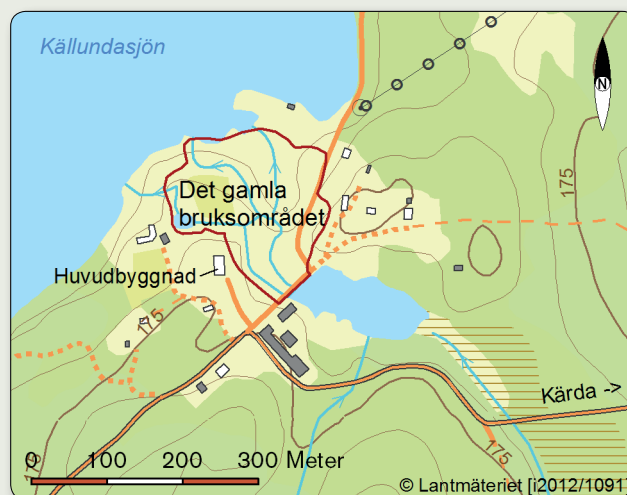 Källundasjön
N
175
Det gamla
bruksområdet
Huvudbyggnad
175
Kärda ->
175
175
0 100 200 300 Meter
© Lantmäteriet [i2012/1091